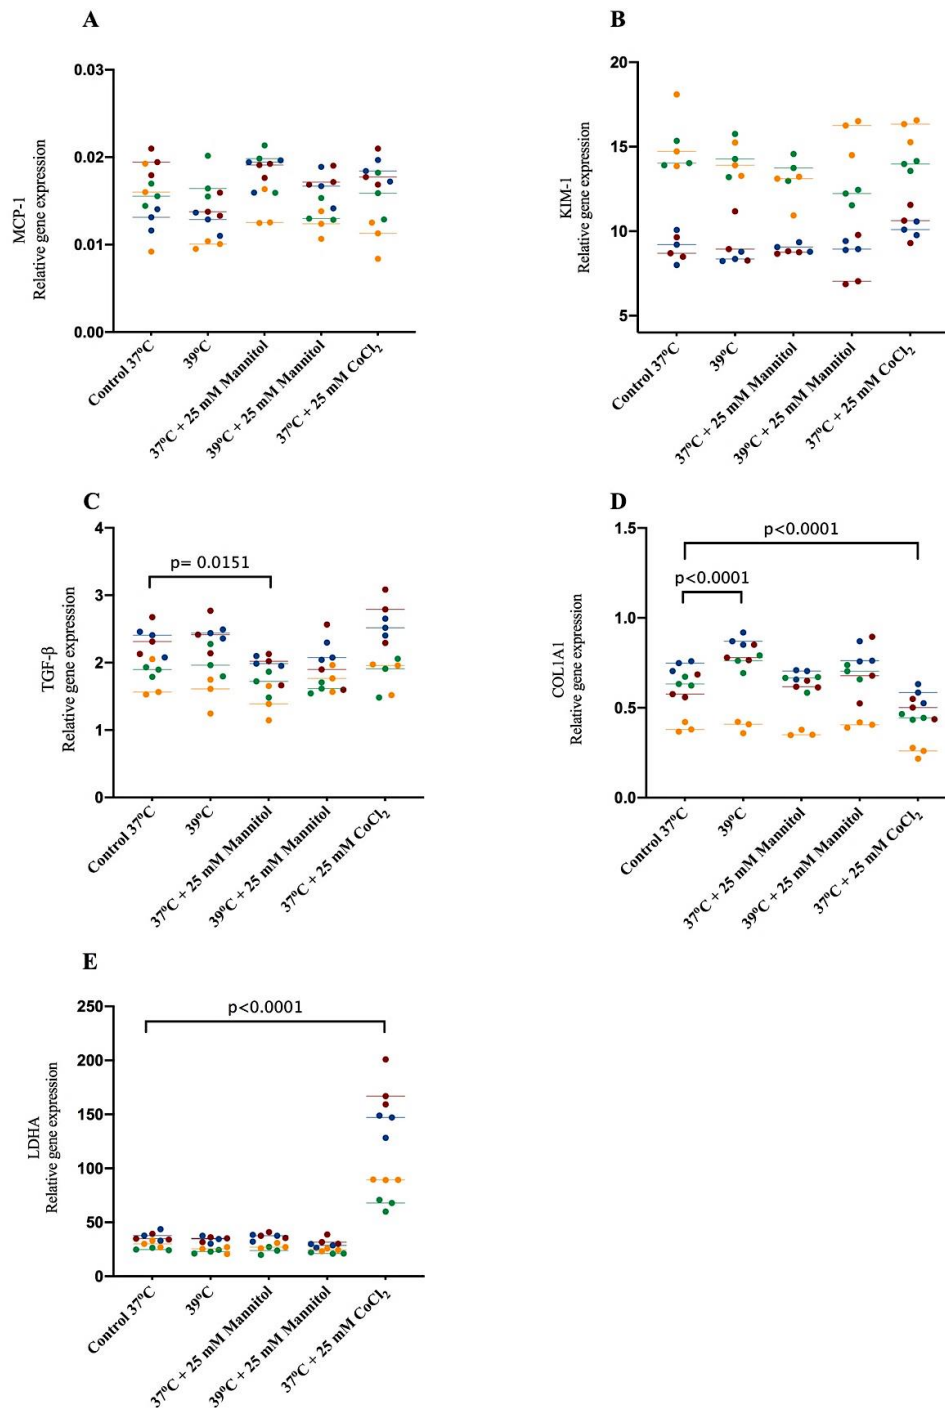 A
MCP-1
Relative gene expression
0.03
0.02
0.01
0.00
Control 37ºC
39ºC
37ºC + 25 mM Mannitol
39ºC + 25 mM Mannitol
37ºC + 25 mM CoCl₂
B
KIM-1
Relative gene expression
20
15
10
5
Control 37ºC
39ºC
37ºC + 25 mM Mannitol
39ºC + 25 mM Mannitol
37ºC + 25 mM CoCl₂
C
TGF-β
Relative gene expression
4
3
2
1
0
p= 0.0151
Control 37ºC
39ºC
37ºC + 25 mM Mannitol
39ºC + 25 mM Mannitol
37ºC + 25 mM CoCl₂
D
COL1A1
Relative gene expression
1.5
1.0
0.5
0.0
p<0.0001
p<0.0001
Control 37ºC
39ºC
37ºC + 25 mM Mannitol
39ºC + 25 mM Mannitol
37ºC + 25 mM CoCl₂
E
LDHA
Relative gene expression
250
200
150
100
50
0
p<0.0001
Control 37ºC
39ºC
37ºC + 25 mM Mannitol
39ºC + 25 mM Mannitol
37ºC + 25 mM CoCl₂